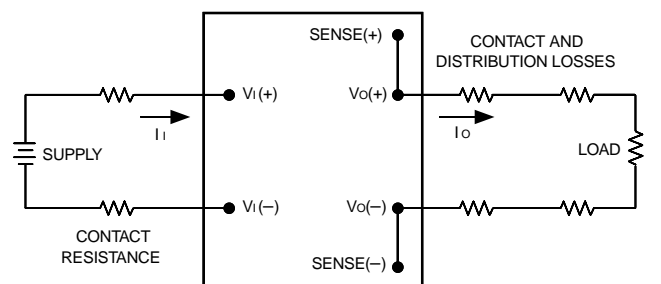 SENSE(+)
CONTACT AND
DISTRIBUTION LOSSES
VI(+)
VO(+)
II
IO
SUPPLY
LOAD
VI(–)
VO(–)
CONTACT
RESISTANCE
SENSE(–)